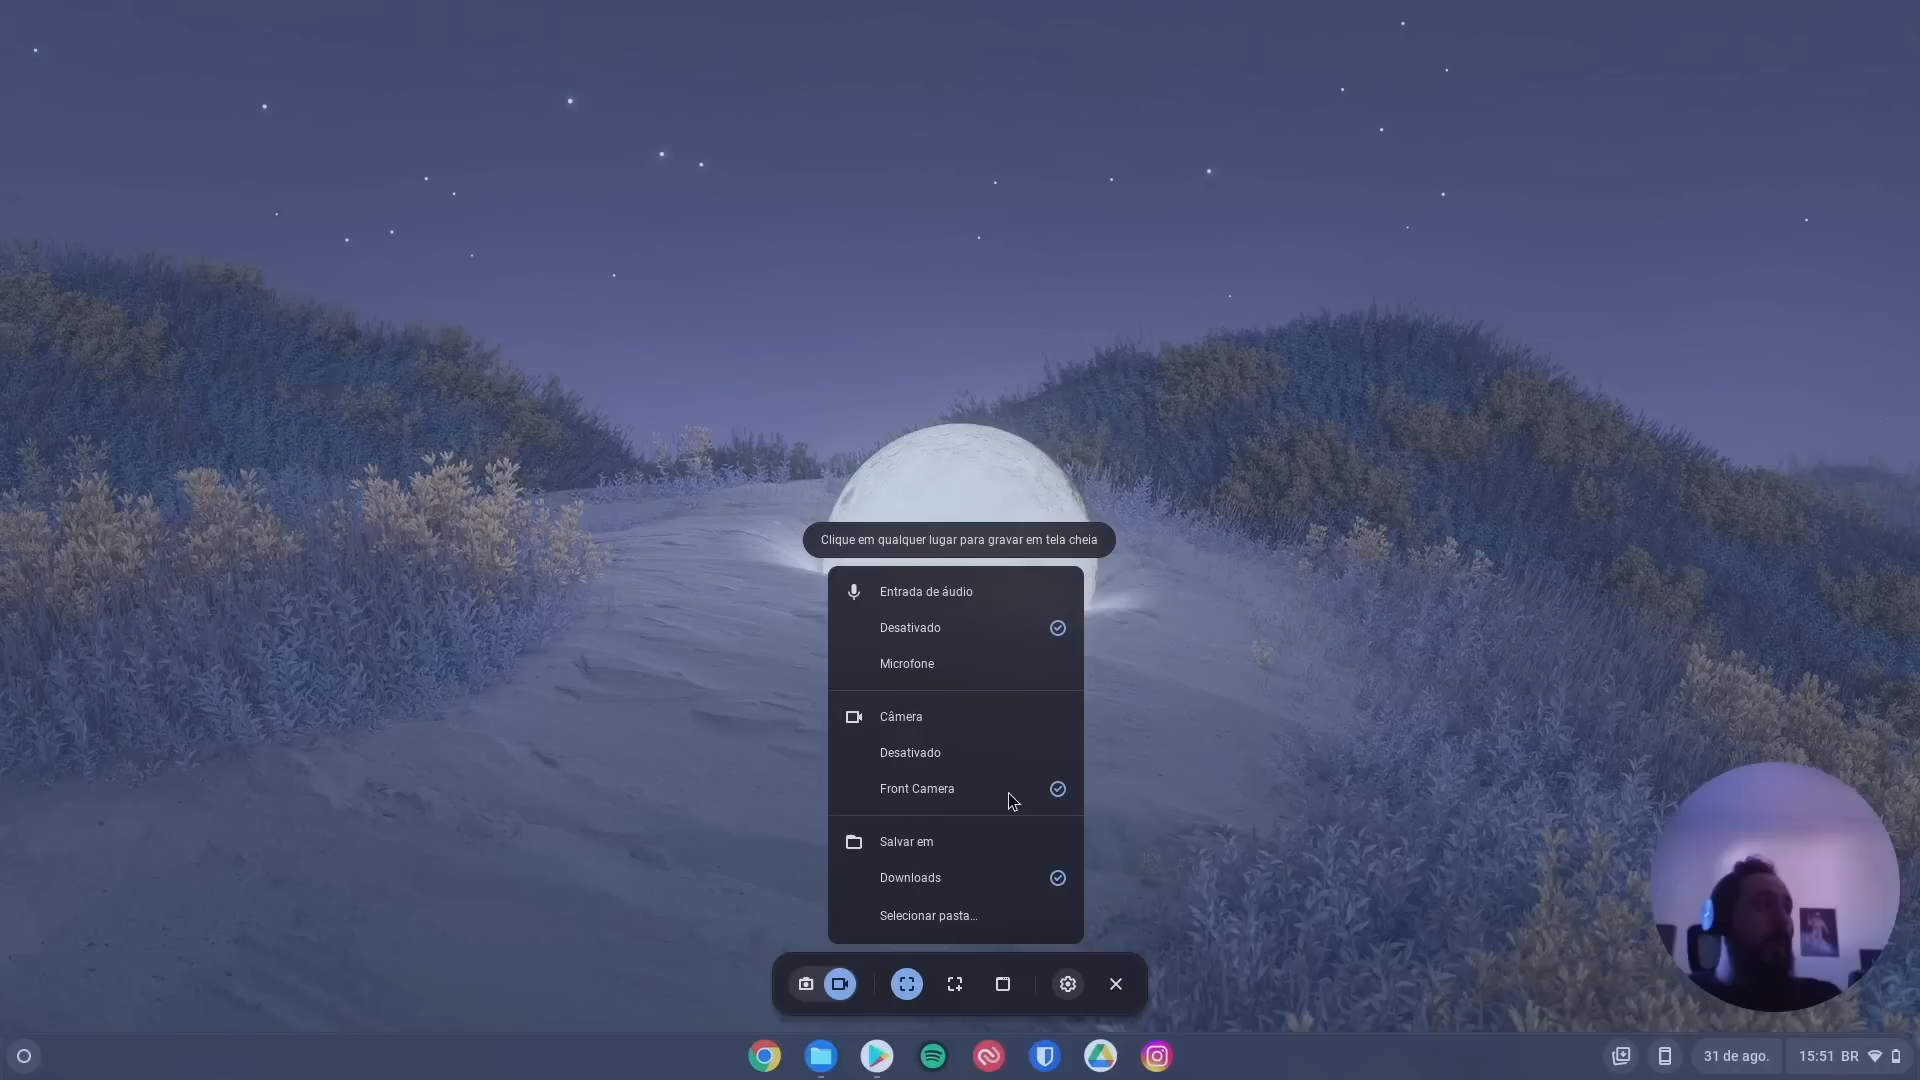 Clique em qualquer lugar para gravar em tela cheia
Entrada de áudio
Desativado
Microfone
Câmera
Desativado
Front Camera
Salvar em
Downloads
Selecionar pasta…
31 de ago.
15:51 BR